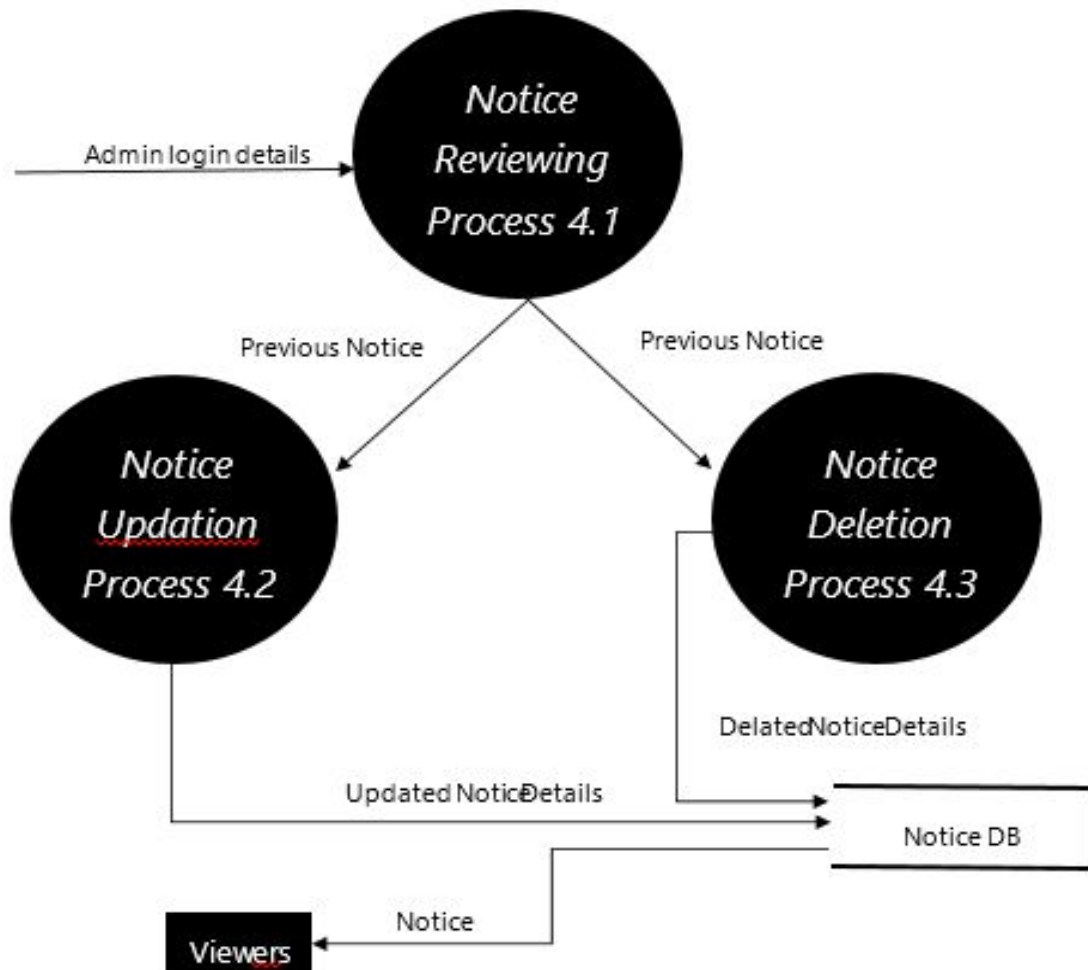 Notice
Reviewing
Process 4.1
Admin login details
Previous Notice
Previous Notice
Notice
Updation
Process 4.2
Notice
Deletion
Process 4.3
DelatedNoticeDetails
Updated NoticeDetails
Notice DB
Notice
Viewers